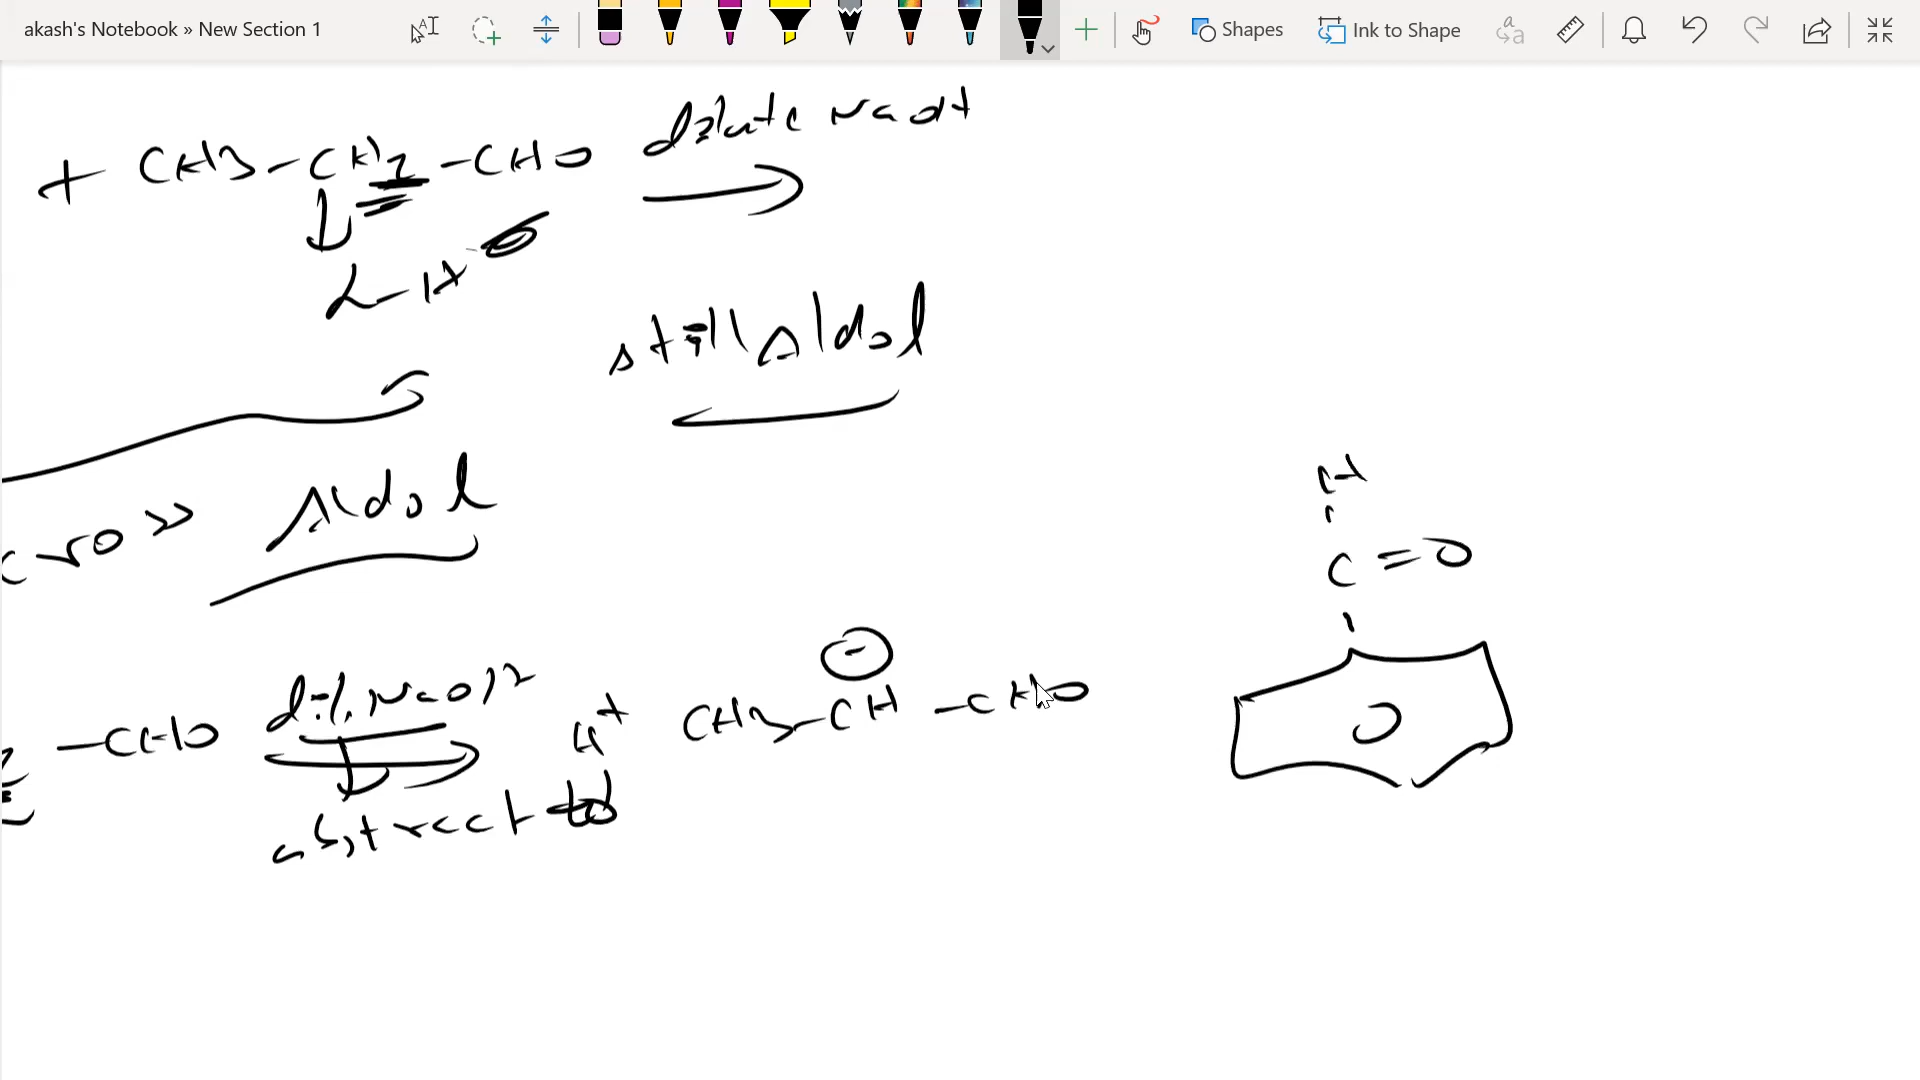 akash's Notebook » New Section 1
Shapes
Ink to Shape
+ CH3-CH2-CHO dilute NaOH
α-H
still Aldol
Aldol
H
C=O
-CHO dil. NaOH H+ CH3-CH-CHO
abstract